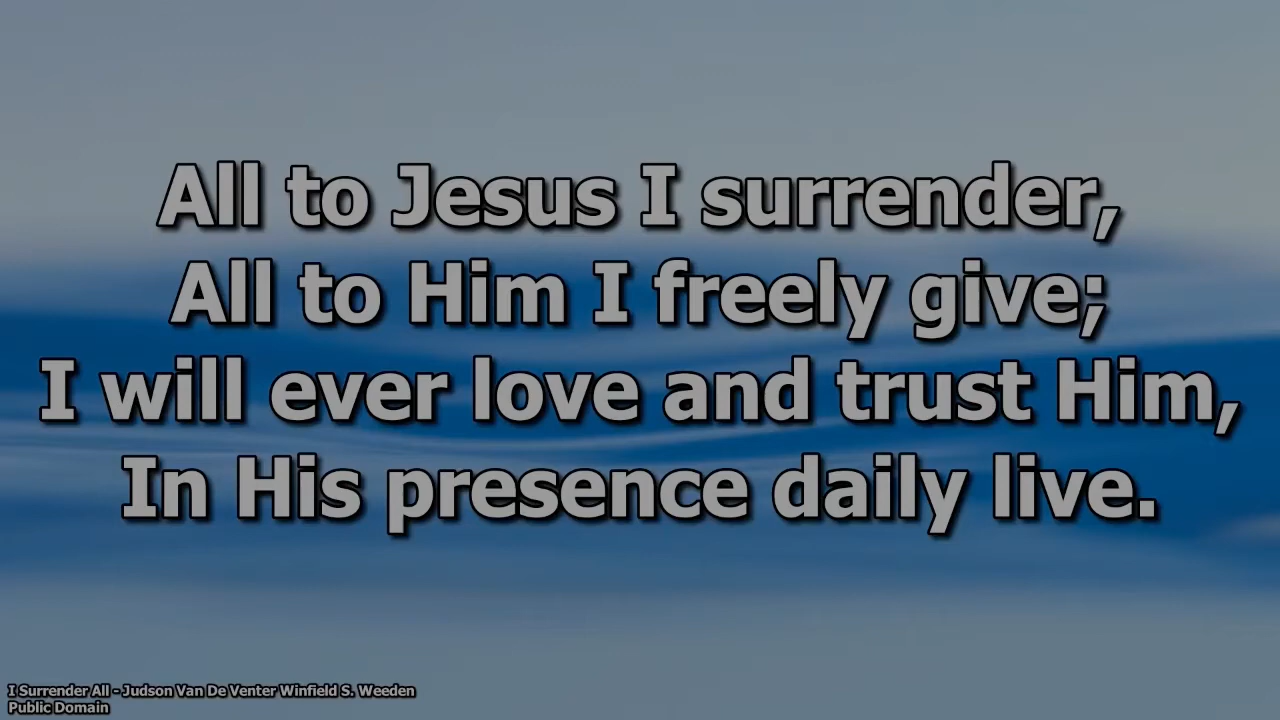 All to Jesus I surrender,
All to Him I freely give;
I will ever love and trust Him,
In His presence daily live.
I Surrender All - Judson Van De Venter Winfield S. Weeden
Public Domain